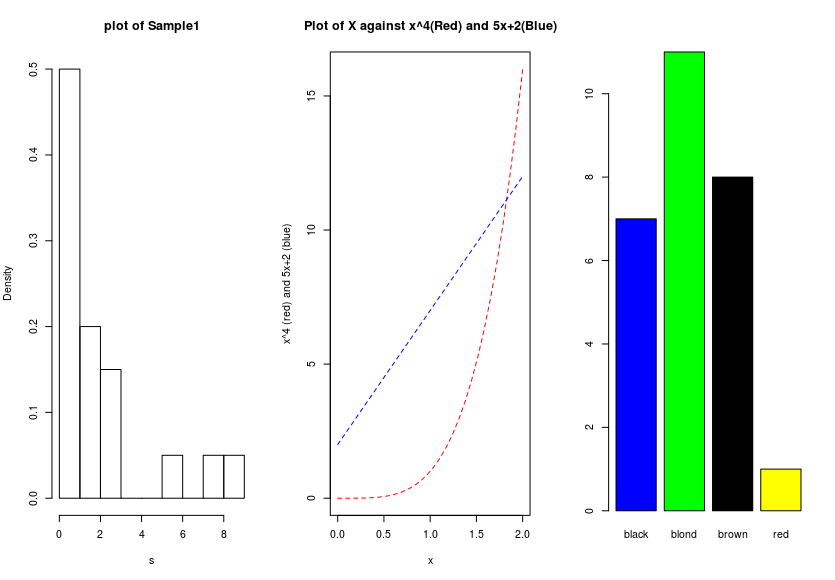 plot of Sample1
Density
0.0
0.1
0.2
0.3
0.4
0.5
0 2 4 6 8
s
Plot of X against x^4(Red) and 5x+2(Blue)
x^4 (red) and 5x+2 (blue)
0
5
10
15
0.0 0.5 1.0 1.5 2.0
x
0
2
4
6
8
10
black blond brown red